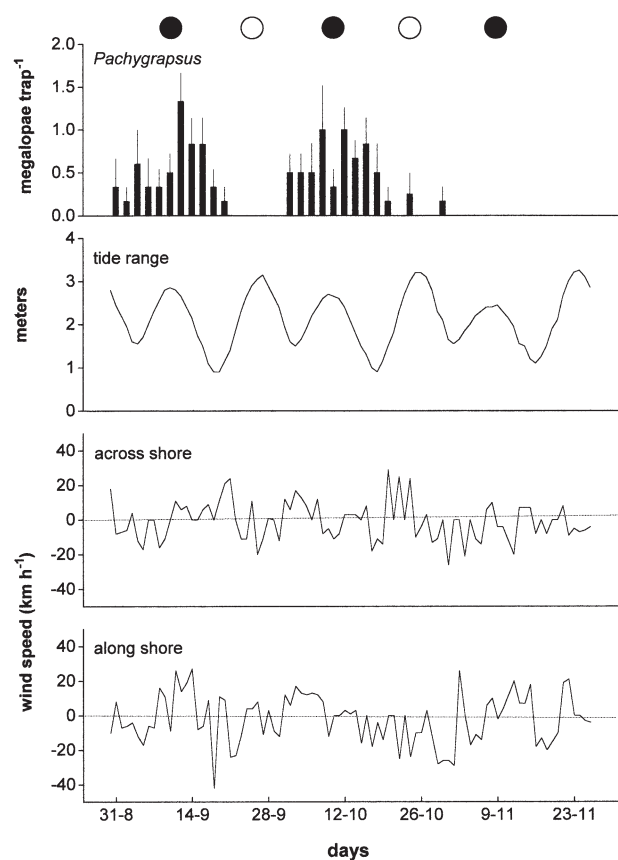 Pachygrapsus
megalopae trap-1
2.0
1.5
1.0
0.5
0.0
tide range
meters
4
3
2
1
0
across shore
wind speed (km h-1)
40
20
0
-20
-40
along shore
40
20
0
-20
-40
31-8 14-9 28-9 12-10 26-10 9-11 23-11
days